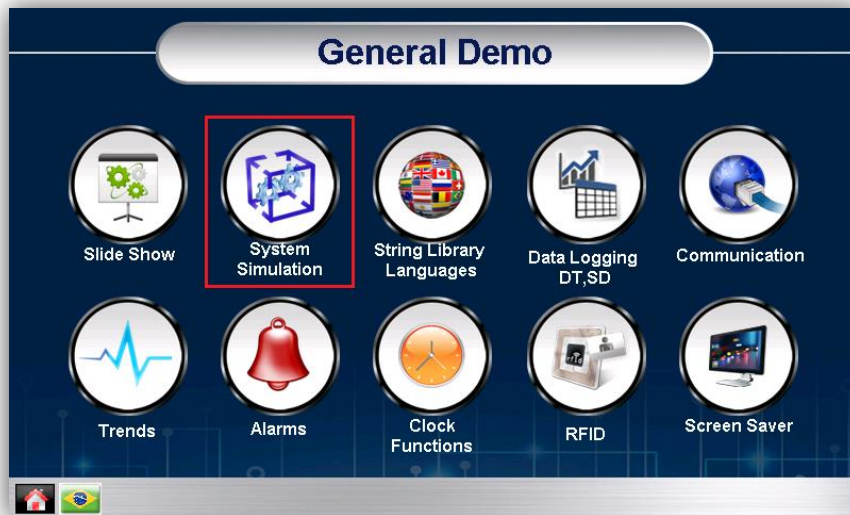 General Demo
Slide Show
System
Simulation
String Library
Languages
Data Logging
DT,SD
Communication
Trends
Alarms
Clock
Functions
rfid
RFID
Screen Saver